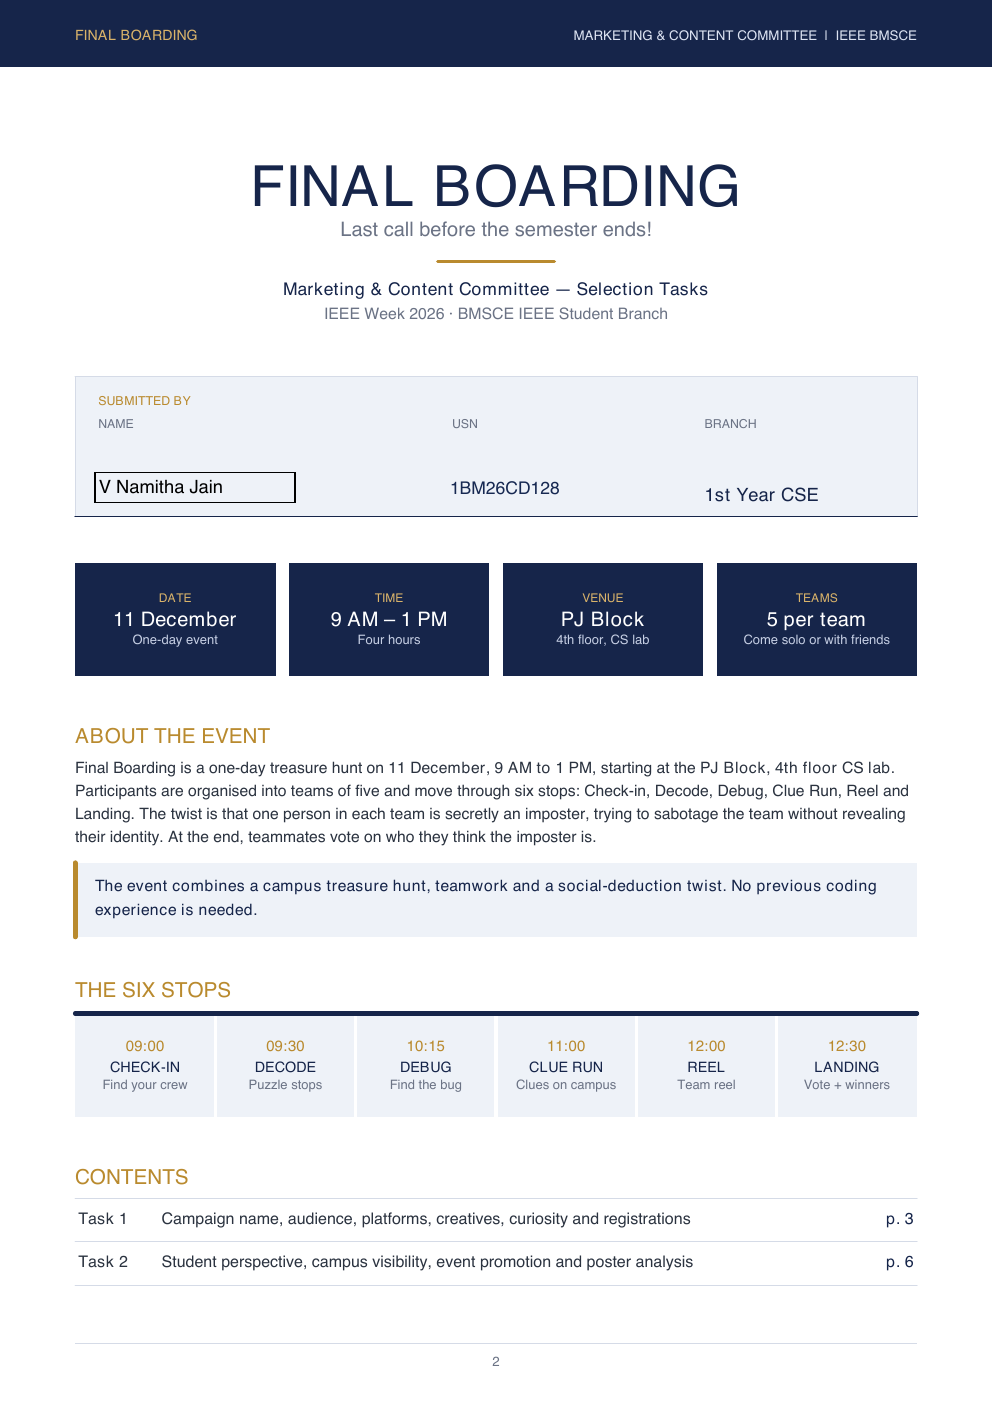 FINAL BOARDING
MARKETING & CONTENT COMMITTEE | IEEE BMSCE
FINAL BOARDING
Last call before the semester ends!
Marketing & Content Committee — Selection Tasks
IEEE Week 2026 · BMSCE IEEE Student Branch
SUBMITTED BY
NAME USN BRANCH
V Namitha Jain 1BM26CD128 1st Year CSE
DATE TIME VENUE TEAMS
11 December 9 AM – 1 PM PJ Block 5 per team
One-day event Four hours 4th floor, CS lab Come solo or with friends
ABOUT THE EVENT
Final Boarding is a one-day treasure hunt on 11 December, 9 AM to 1 PM, starting at the PJ Block, 4th floor CS lab.
Participants are organised into teams of five and move through six stops: Check-in, Decode, Debug, Clue Run, Reel and
Landing. The twist is that one person in each team is secretly an imposter, trying to sabotage the team without revealing
their identity. At the end, teammates vote on who they think the imposter is.
The event combines a campus treasure hunt, teamwork and a social-deduction twist. No previous coding
experience is needed.
THE SIX STOPS
09:00 09:30 10:15 11:00 12:00 12:30
CHECK-IN DECODE DEBUG CLUE RUN REEL LANDING
Find your crew Puzzle stops Find the bug Clues on campus Team reel Vote + winners
CONTENTS
Task 1 Campaign name, audience, platforms, creatives, curiosity and registrations p. 3
Task 2 Student perspective, campus visibility, event promotion and poster analysis p. 6
2